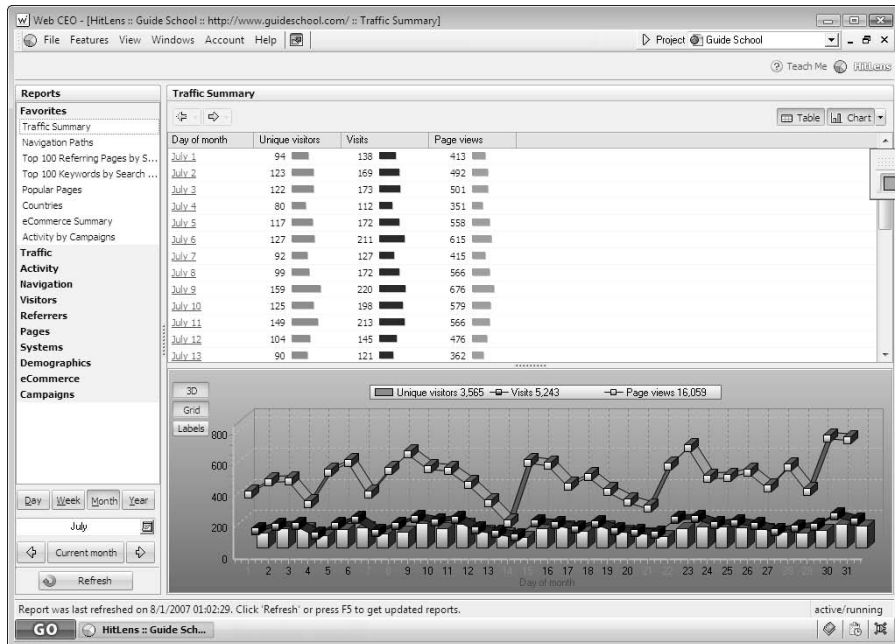 Web CEO - [HitLens :: Guide School :: http://www.guideschool.com/ :: Traffic Summary]
File Features View Windows Account Help Project Guide School
Teach Me HitLens
Reports
Favorites
Traffic Summary
Navigation Paths
Top 100 Referring Pages by S...
Top 100 Keywords by Search ...
Popular Pages
Countries
eCommerce Summary
Activity by Campaigns
Traffic
Activity
Navigation
Visitors
Referrers
Pages
Systems
Demographics
eCommerce
Campaigns
Day Week Month Year
July
Current month
Refresh
Traffic Summary
Table Chart
Day of month Unique visitors Visits Page views
July 1 94 138 413
July 2 123 169 492
July 3 122 173 501
July 4 80 112 351
July 5 117 172 558
July 6 127 211 615
July 7 92 127 415
July 8 99 172 566
July 9 159 220 676
July 10 125 198 579
July 11 149 213 566
July 12 104 145 476
July 13 90 121 362
3D
Grid
Labels
Unique visitors 3,565 Visits 5,243 Page views 16,059
800
600
400
200
0
1 2 3 4 5 6 7 8 9 10 11 12 13 14 15 16 17 18 19 20 21 22 23 24 25 26 27 28 29 30 31
Day of month
Report was last refreshed on 8/1/2007 01:02:29. Click 'Refresh' or press F5 to get updated reports. active/running
GO HitLens :: Guide Sch...